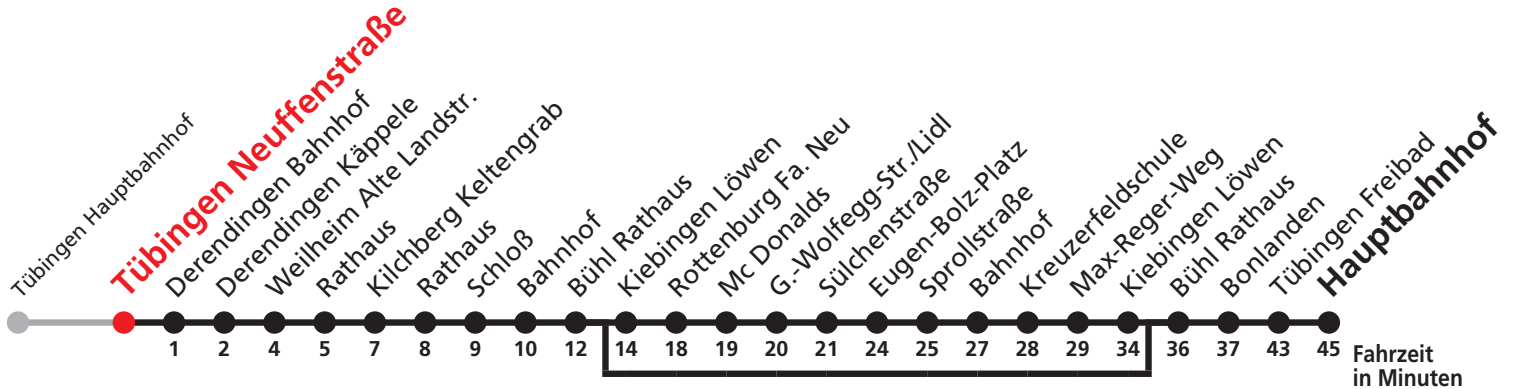 Tübingen Hauptbahnhof
Tübingen Neuffenstraße
Derendingen Bahnhof
Derendingen Käppele
Weilheim Alte Landstr.
Rathaus
Kilchberg Keltengrab
Rathaus
Schloß
Bahnhof
Bühl Rathaus
Kiebingen Löwen
Rottenburg Fa. Neu
Mc Donalds
G.-Wolfegg-Str./Lidl
Sülchenstraße
Eugen-Bolz-Platz
Sprollstraße
Bahnhof
Kreuzerfeldschule
Max-Reger-Weg
Kiebingen Löwen
Bühl Rathaus
Bonlanden
Tübingen Freibad
Hauptbahnhof
1 2 4 5 7 8 9 10 12 14 18 19 20 21 24 25 27 28 29 34 36 37 43 45
Fahrzeit
in Minuten